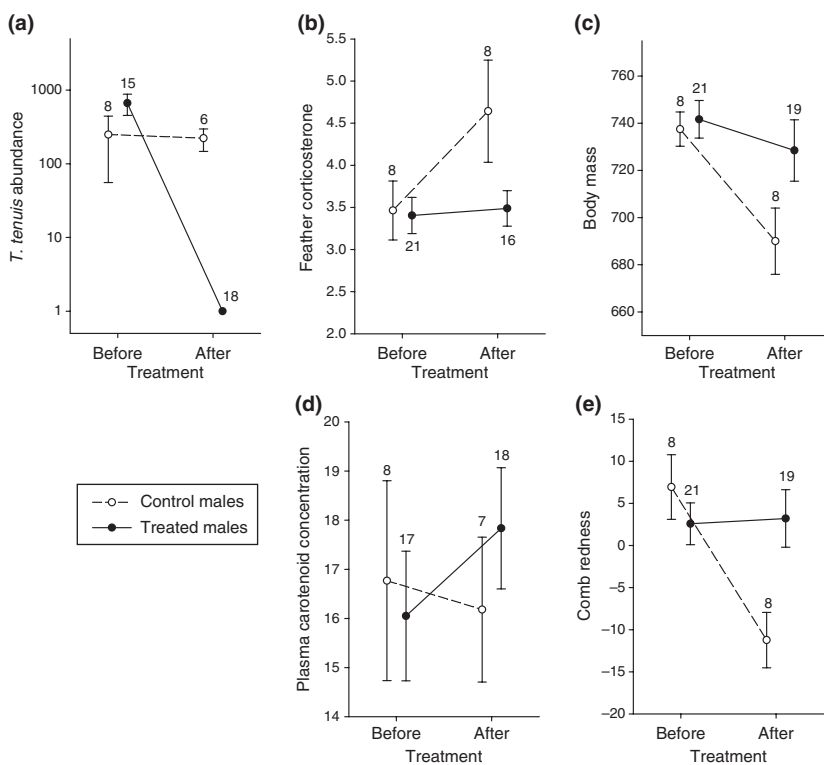 (a)
1000
100
10
1
T. tenuis abundance
8
15
6
18
Before After
Treatment
(b)
5.5
5.0
4.5
4.0
3.5
3.0
2.5
2.0
Feather corticosterone
8
8
21
16
Before After
Treatment
(c)
760
740
720
700
680
660
Body mass
8
21
19
8
Before After
Treatment
Control males
Treated males
(d)
20
19
18
17
16
15
14
Plasma carotenoid concentration
8
17
7
18
Before After
Treatment
(e)
15
10
5
0
–5
–10
–15
–20
Comb redness
8
21
19
8
Before After
Treatment